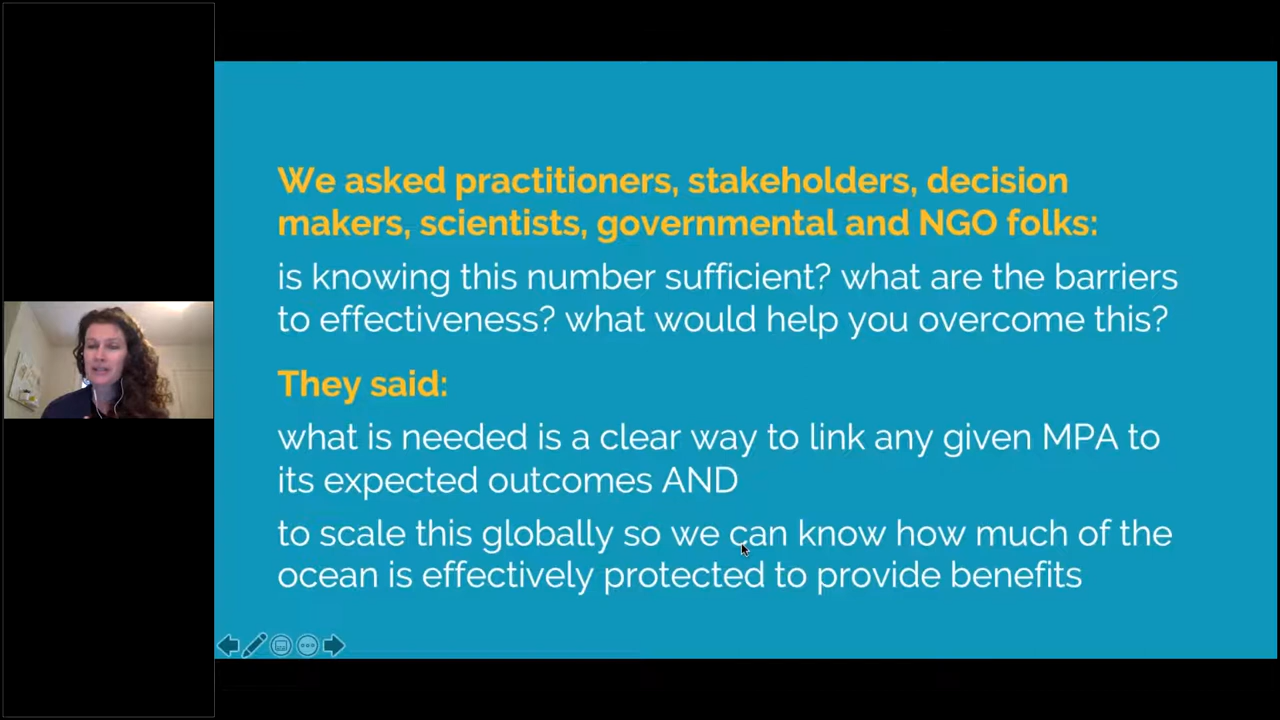 We asked practitioners, stakeholders, decision
makers, scientists, governmental and NGO folks:
is knowing this number sufficient? what are the barriers
to effectiveness? what would help you overcome this?
They said:
what is needed is a clear way to link any given MPA to
its expected outcomes AND
to scale this globally so we can know how much of the
ocean is effectively protected to provide benefits